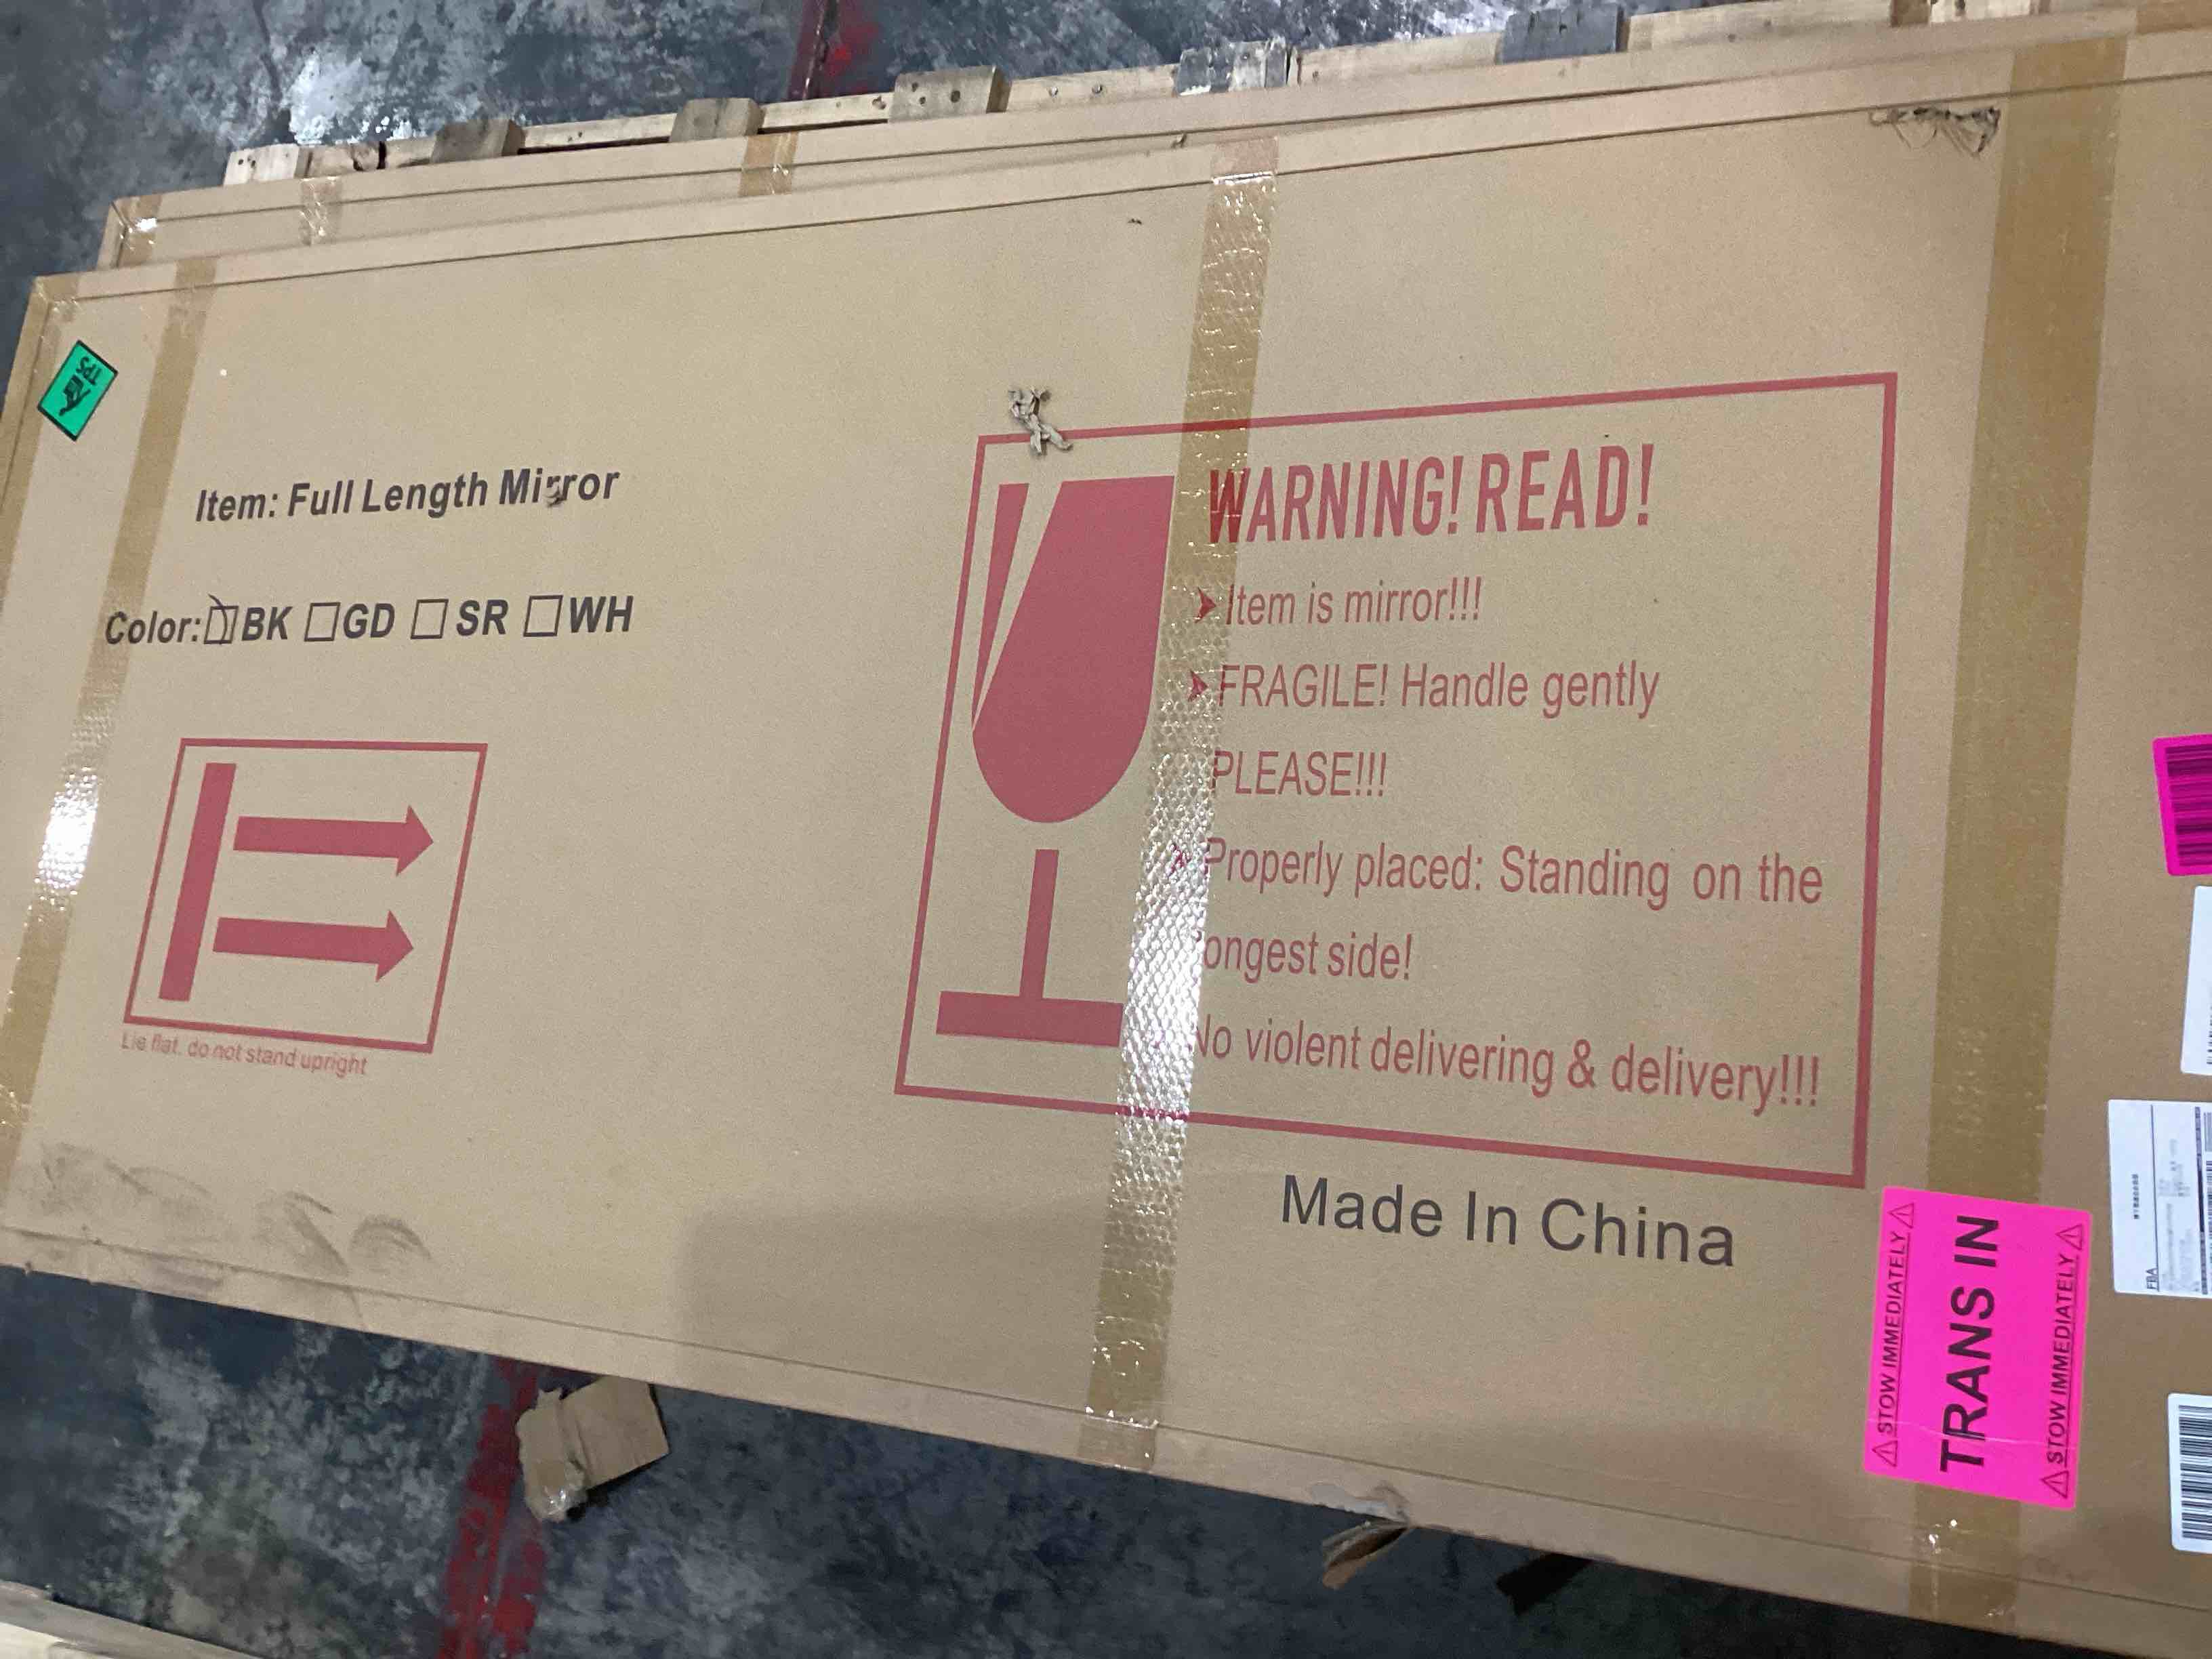 Item: Full Length Mirror
Color: BK GD SR WH
Lie flat, do not stand upright
WARNING! READ!
Item is mirror!!!
FRAGILE! Handle gently
PLEASE!!!
Properly placed: Standing on the
longest side!
No violent delivering & delivery!!!
Made In China
STOW IMMEDIATELY
TRANS IN
STOW IMMEDIATELY
FBA